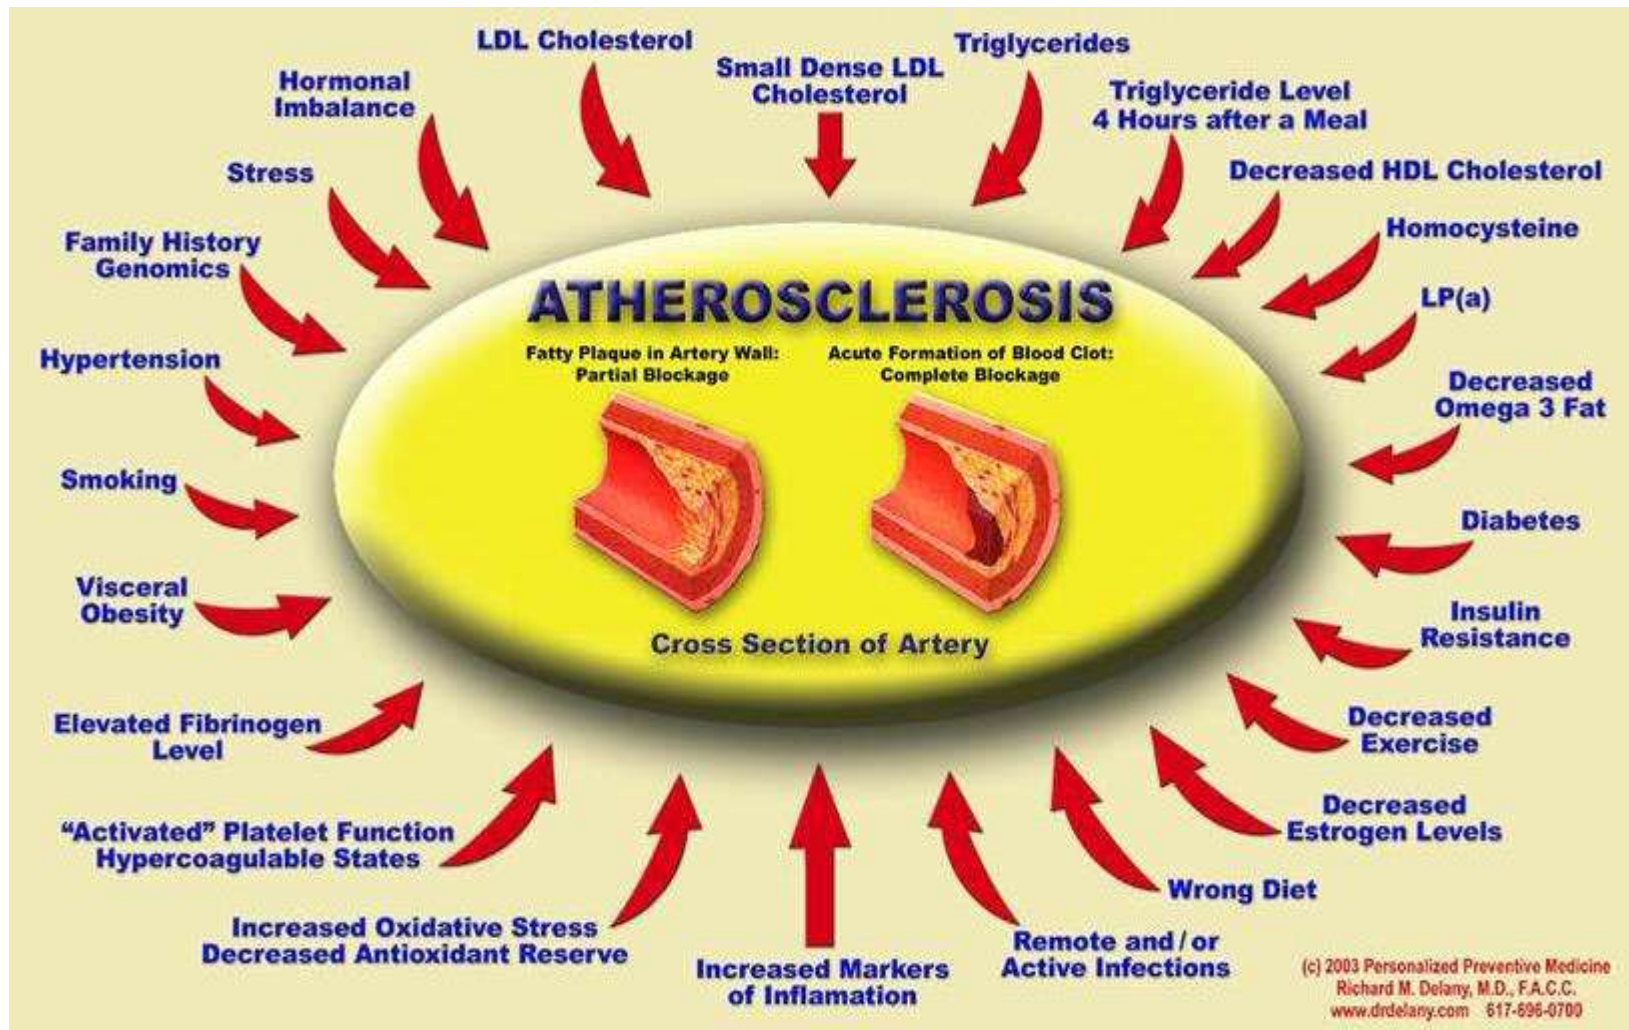 LDL Cholesterol
Small Dense LDL
Cholesterol
Triglycerides
Triglyceride Level
4 Hours after a Meal
Decreased HDL Cholesterol
Homocysteine
LP(a)
Decreased
Omega 3 Fat
Diabetes
Insulin
Resistance
Decreased
Exercise
Decreased
Estrogen Levels
Wrong Diet
Remote and / or
Active Infections
Increased Markers
of Inflamation
Increased Oxidative Stress
Decreased Antioxidant Reserve
“Activated” Platelet Function
Hypercoagulable States
Elevated Fibrinogen
Level
Visceral
Obesity
Smoking
Hypertension
Family History
Genomics
Stress
Hormonal
Imbalance
ATHEROSCLEROSIS
Fatty Plaque in Artery Wall:
Partial Blockage
Acute Formation of Blood Clot:
Complete Blockage
Cross Section of Artery
(c) 2003 Personalized Preventive Medicine
Richard M. Delany, M.D., F.A.C.C.
www.drdelany.com 617-696-0700